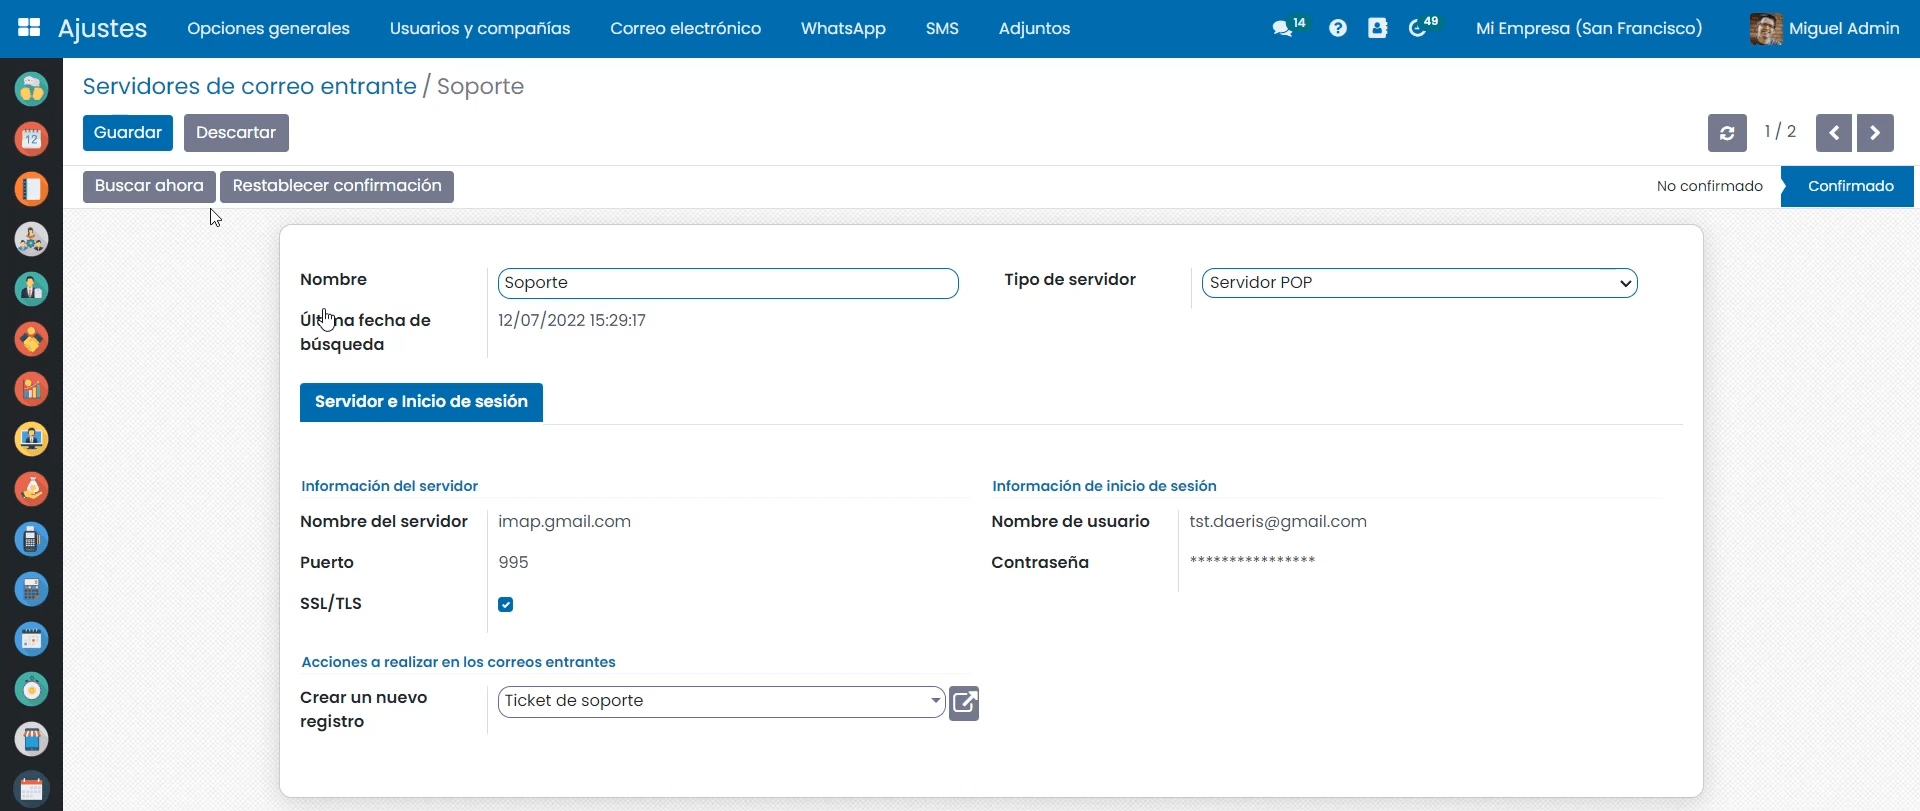 Ajustes Opciones generales Usuarios y compañías Correo electrónico WhatsApp SMS Adjuntos 14 49 Mi Empresa (San Francisco) Miguel Admin
Servidores de correo entrante / Soporte
Guardar Descartar 1 / 2
Buscar ahora Restablecer confirmación No confirmado Confirmado
12
Nombre Soporte Tipo de servidor Servidor POP
Última fecha de búsqueda 12/07/2022 15:29:17
Servidor e Inicio de sesión
Información del servidor Información de inicio de sesión
Nombre del servidor imap.gmail.com Nombre de usuario tst.daeris@gmail.com
Puerto 995 Contraseña ****************
SSL/TLS
Acciones a realizar en los correos entrantes
Crear un nuevo registro Ticket de soporte